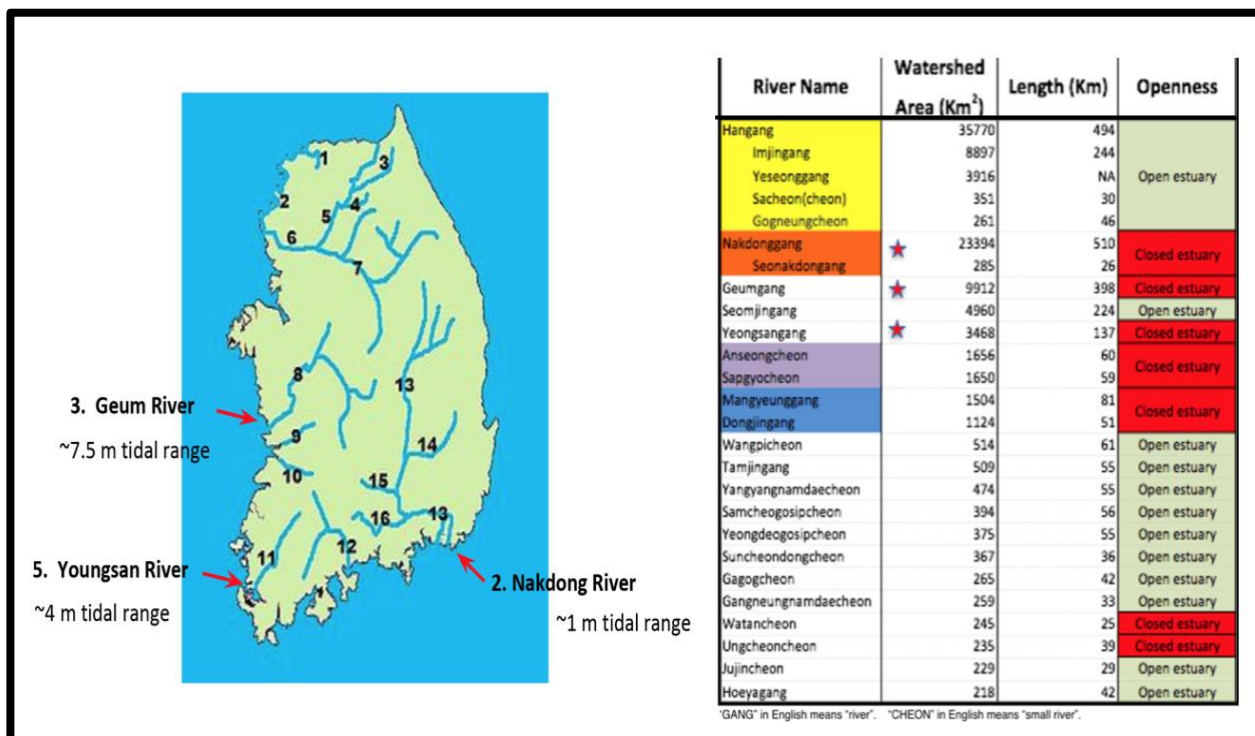 1
3
2
4
5
6
7
8
13
3. Geum River
9
~7.5 m tidal range
14
10
15
16
13
11
12
5. Youngsan River
2. Nakdong River
~4 m tidal range
~1 m tidal range
River Name Watershed Area (Km2) Length (Km) Openness
Hangang 35770 494 Open estuary
Imjingang 8897 244
Yeseonggang 3916 NA
Sacheon(cheon) 351 30
Gogneungcheon 261 46
Nakdonggang 23394 510 Closed estuary
Seonakdongang 285 26
Geumgang 9912 398 Closed estuary
Seomjingang 4960 224 Open estuary
Yeongsangang 3468 137 Closed estuary
Anseongcheon 1656 60 Closed estuary
Sapgyocheon 1650 59
Mangyeunggang 1504 81 Closed estuary
Dongjingang 1124 51
Wangpicheon 514 61 Open estuary
Tamjingang 509 55 Open estuary
Yangyangnamdaecheon 474 55 Open estuary
Samcheogosipcheon 394 56 Open estuary
Yeongdeogosipcheon 375 55 Open estuary
Suncheondongcheon 367 36 Open estuary
Gagogcheon 265 42 Open estuary
Gangneungnamdaecheon 259 33 Open estuary
Watancheon 245 25 Closed estuary
Ungcheoncheon 235 39 Closed estuary
Jujincheon 229 29 Open estuary
Hoeyagang 218 42 Open estuary
'GANG" in English means "river". "CHEON" in English means "small river".